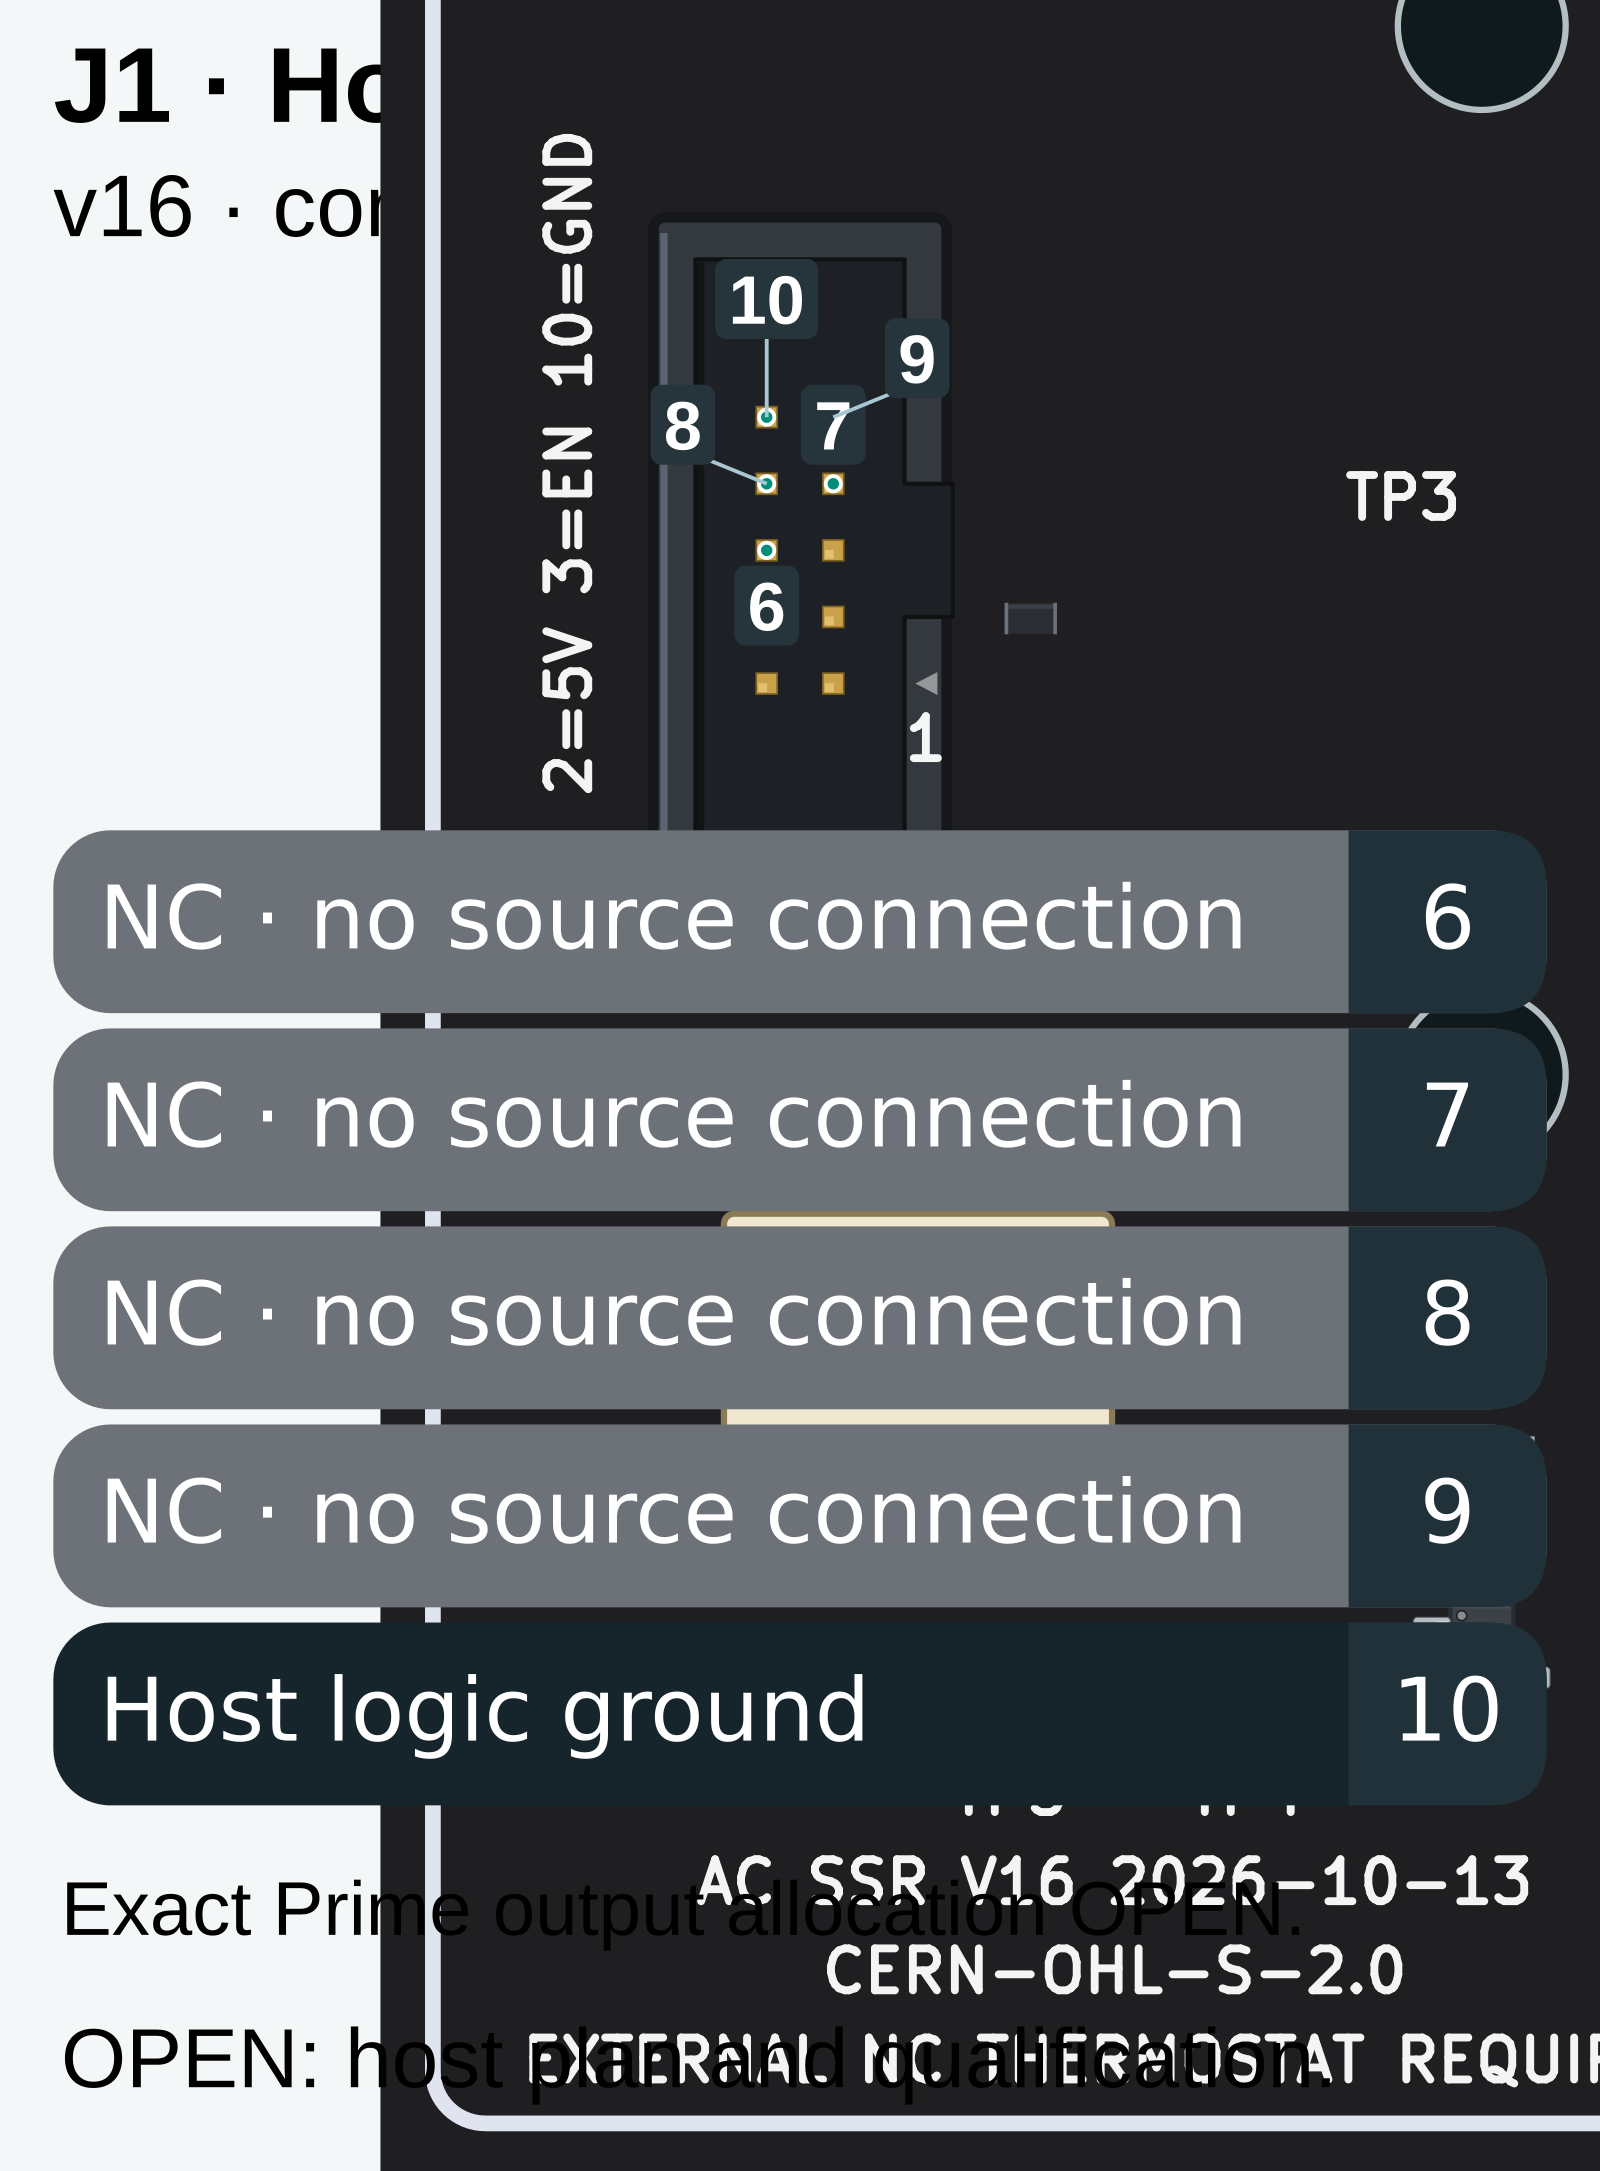 J1 · Ho
v16 · cor
2=5V 3=EN 10=GND
10
9
8
7
TP3
6
1
NC · no source connection 6
NC · no source connection 7
NC · no source connection 8
NC · no source connection 9
Host logic ground 10
AC SSR V16 2026-10-13
Exact Prime output allocation OPEN.
CERN-OHL-S-2.0
EXTERNAL NC THERMOSTAT REQUIR
OPEN: host plan and qualification.